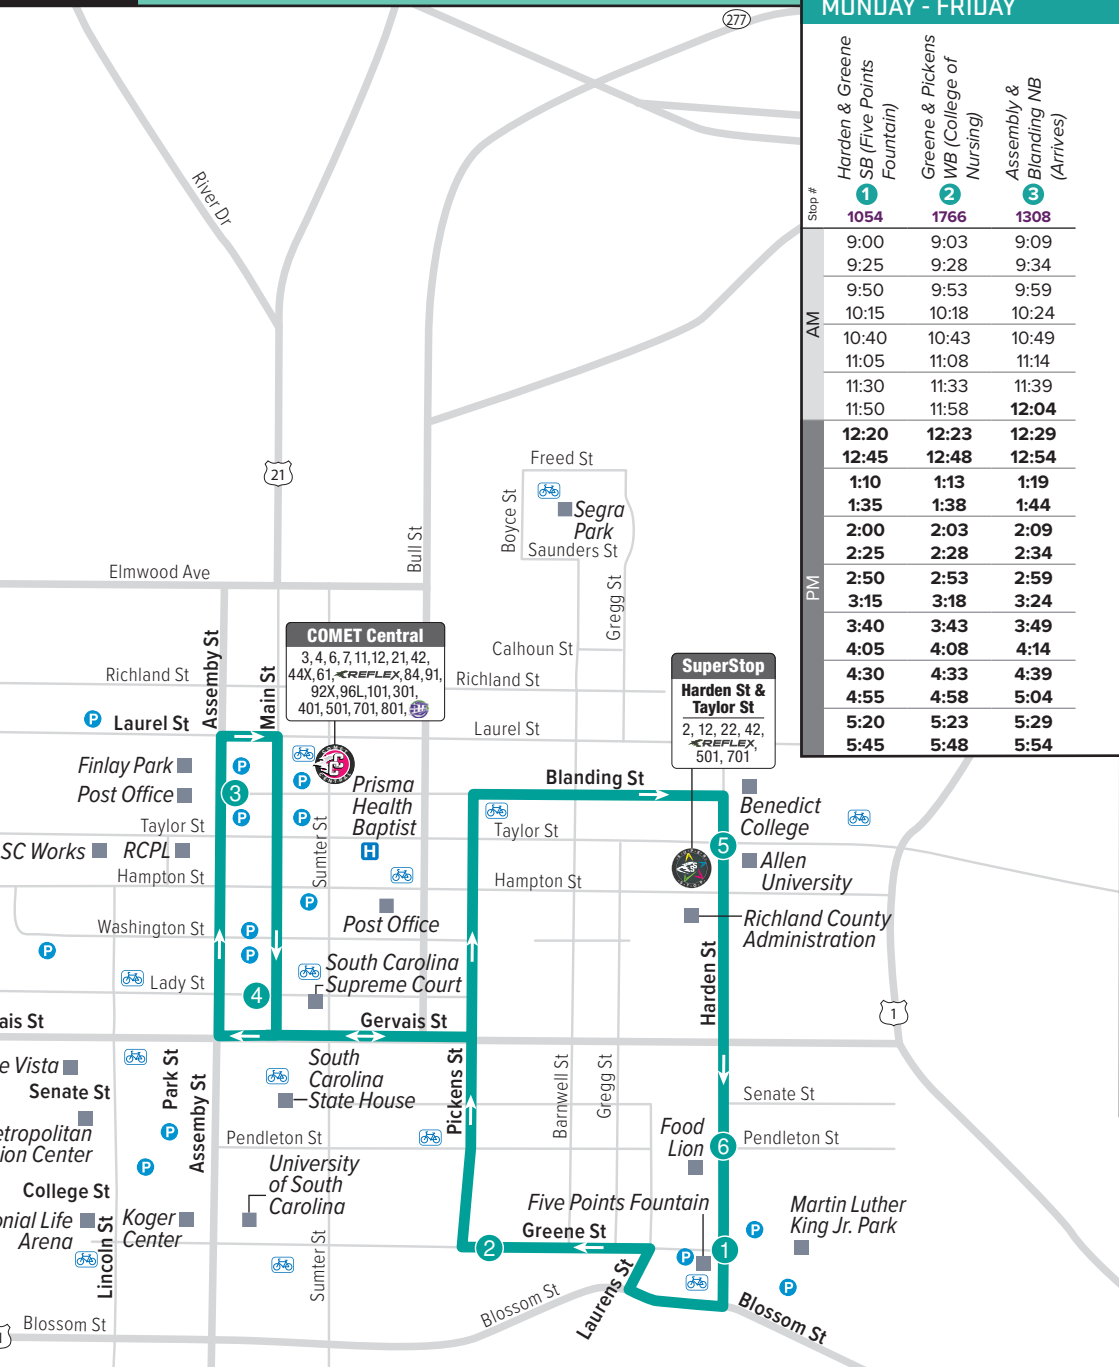 MONDAY - FRIDAY
Harden & Greene
SB (Five Points
Fountain)
Greene & Pickens
WB (College of
Nursing)
Assembly &
Blanding NB
(Arrives)
Stop #
1 2 3
1054 1766 1308
AM
9:00 9:03 9:09
9:25 9:28 9:34
9:50 9:53 9:59
10:15 10:18 10:24
10:40 10:43 10:49
11:05 11:08 11:14
11:30 11:33 11:39
11:50 11:58 12:04
PM
12:20 12:23 12:29
12:45 12:48 12:54
1:10 1:13 1:19
1:35 1:38 1:44
2:00 2:03 2:09
2:25 2:28 2:34
2:50 2:53 2:59
3:15 3:18 3:24
3:40 3:43 3:49
4:05 4:08 4:14
4:30 4:33 4:39
4:55 4:58 5:04
5:20 5:23 5:29
5:45 5:48 5:54
277
River Dr
21
Freed St
Boyce St
Segra
Park
Saunders St
Bull St
Elmwood Ave
Gregg St
Assemby St
Main St
COMET Central
3, 4, 6, 7, 11,12, 21, 42,
44X,61, REFLEX, 84, 91,
92X,96L,101,301,
401, 501, 701, 801,
Calhoun St
Richland St
Richland St
SuperStop
Harden St &
Taylor St
2, 12, 22, 42,
REFLEX,
501, 701
P
Laurel St
Laurel St
Finlay Park
P
Post Office
3
P
P
P
Prisma
Health
Baptist
H
Blanding St
Benedict
College
Taylor St
Taylor St
5
SC Works
RCPL
Sumter St
Allen
University
Hampton St
Hampton St
P
Post Office
Richland County
Administration
Washington St
P
P
P
South Carolina
Supreme Court
Lady St
4
Harden St
1
ais St
Gervais St
e Vista
Senate St
Park St
Assemby St
South
Carolina
State House
Pickens St
Barnwell St
Gregg St
Senate St
etropolitan
ion Center
P
Pendleton St
Food
Lion
6
Pendleton St
P
University
of South
Carolina
College St
Five Points Fountain
Martin Luther
King Jr. Park
onial Life
Arena
Lincoln St
Koger
Center
Greene St
2
1
P
P
Sumter St
Laurens St
P
Blossom St
Blossom St
Blossom St